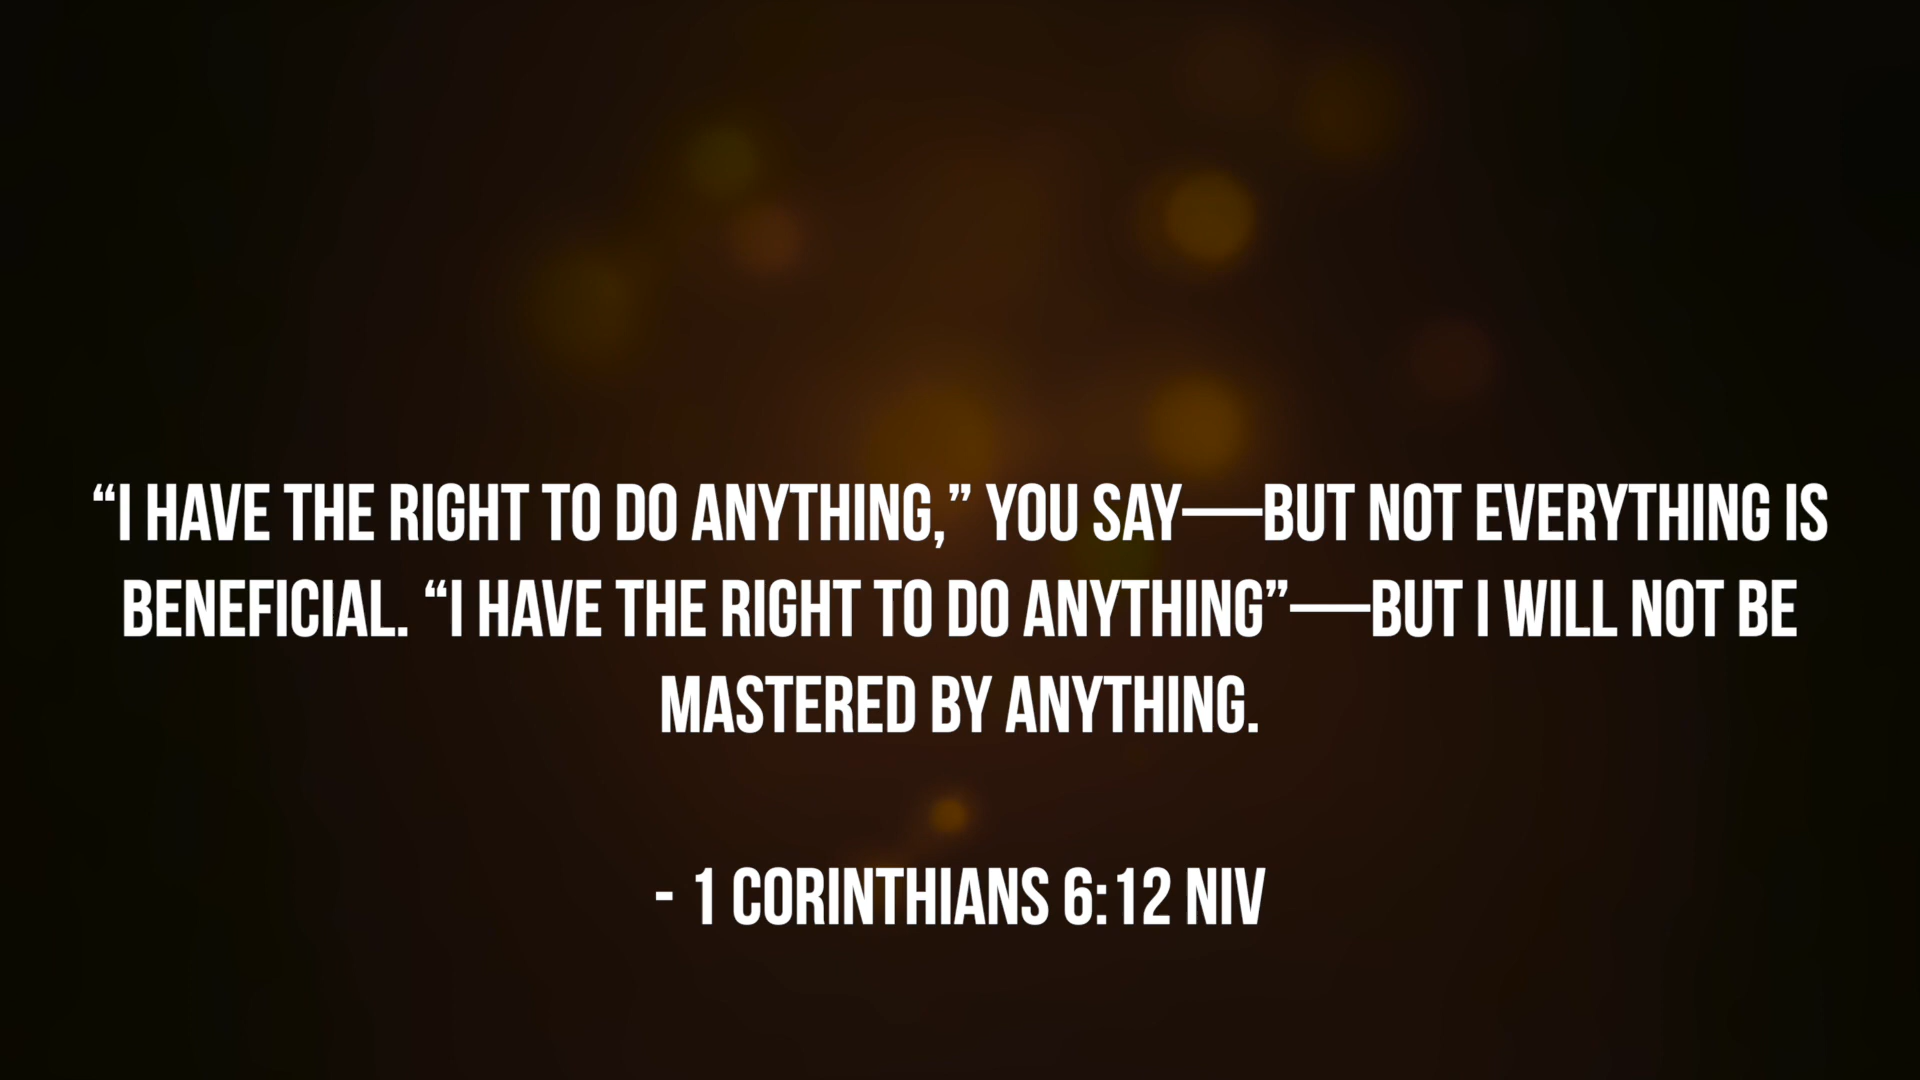 “I HAVE THE RIGHT TO DO ANYTHING,” YOU SAY—BUT NOT EVERYTHING IS
BENEFICIAL. “I HAVE THE RIGHT TO DO ANYTHING”—BUT I WILL NOT BE
MASTERED BY ANYTHING.
- 1 CORINTHIANS 6:12 NIV